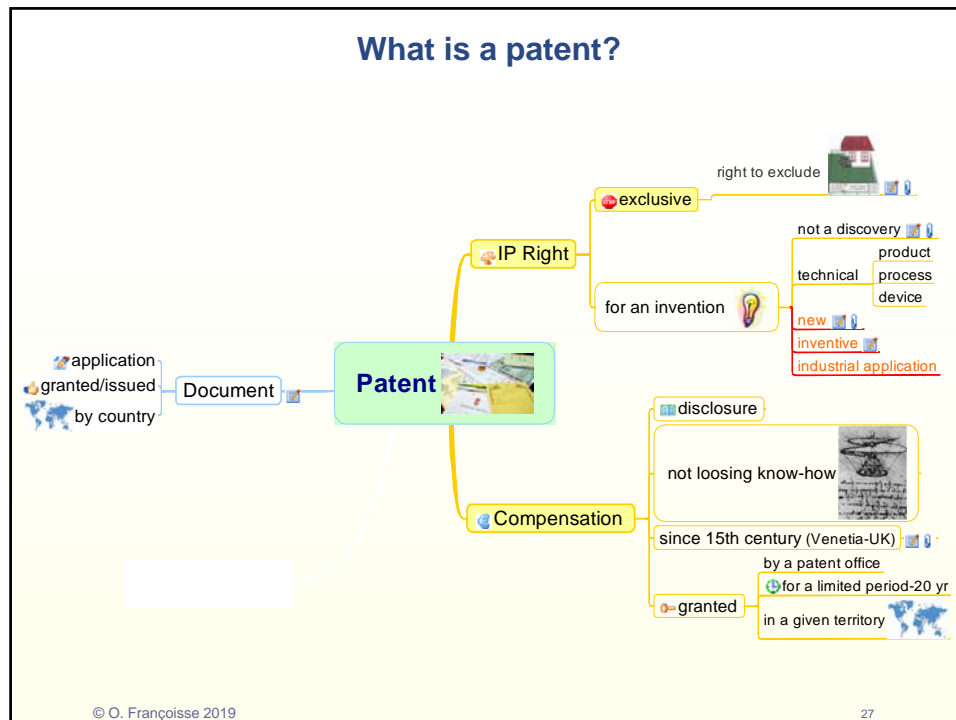 What is a patent?
right to exclude
exclusive
IP Right
not a discovery
product
technical
process
device
for an invention
new
inventive
industrial application
Patent
application
granted/issued
by country
Document
disclosure
not loosing know-how
Compensation
since 15th century (Venetia-UK)
by a patent office
for a limited period-20 yr
granted
in a given territory
© O. Françoisse 2019
27